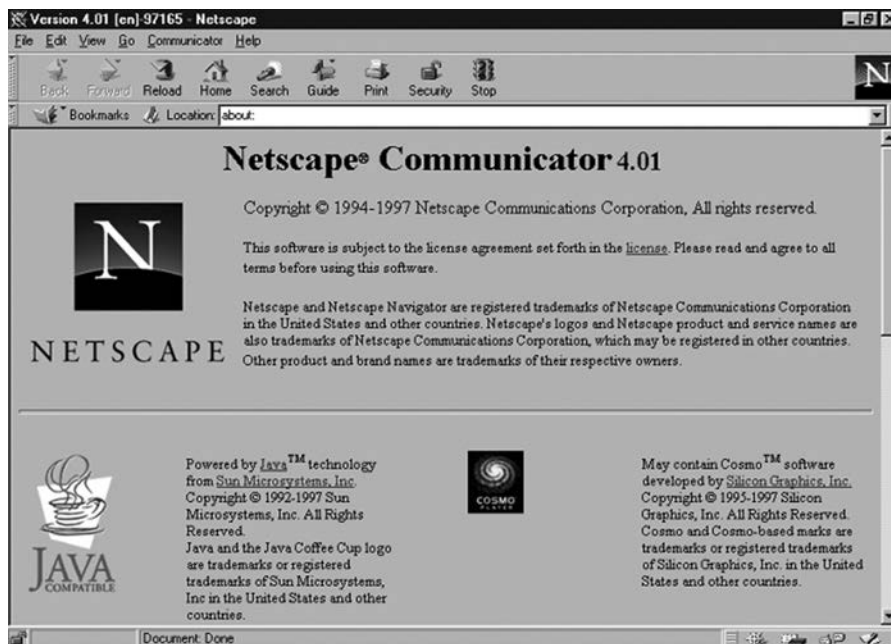 Version 4.01 [en]-97165 - Netscape
File Edit View Go Communicator Help
Back Forward Reload Home Search Guide Print Security Stop
N
Bookmarks Location: about:
Netscape® Communicator 4.01
N
NETSCAPE
Copyright © 1994-1997 Netscape Communications Corporation, All rights reserved.
This software is subject to the license agreement set forth in the license. Please read and agree to all
terms before using this software.
Netscape and Netscape Navigator are registered trademarks of Netscape Communications Corporation
in the United States and other countries. Netscape's logos and Netscape product and service names are
also trademarks of Netscape Communications Corporation, which may be registered in other countries.
Other product and brand names are trademarks of their respective owners.
JAVA
COMPATIBLE
Powered by Java™ technology
from Sun Microsystems, Inc.
Copyright © 1992-1997 Sun
Microsystems, Inc. All Rights
Reserved.
Java and the Java Coffee Cup logo
are trademarks or registered
trademarks of Sun Microsystems,
Inc in the United States and other
countries.
COSMO
PLAYER
May contain Cosmo™ software
developed by Silicon Graphics, Inc.
Copyright © 1995-1997 Silicon
Graphics, Inc. All Rights Reserved.
Cosmo and Cosmo-based marks are
trademarks or registered trademarks
of Silicon Graphics, Inc. in the United
States and other countries.
Document: Done